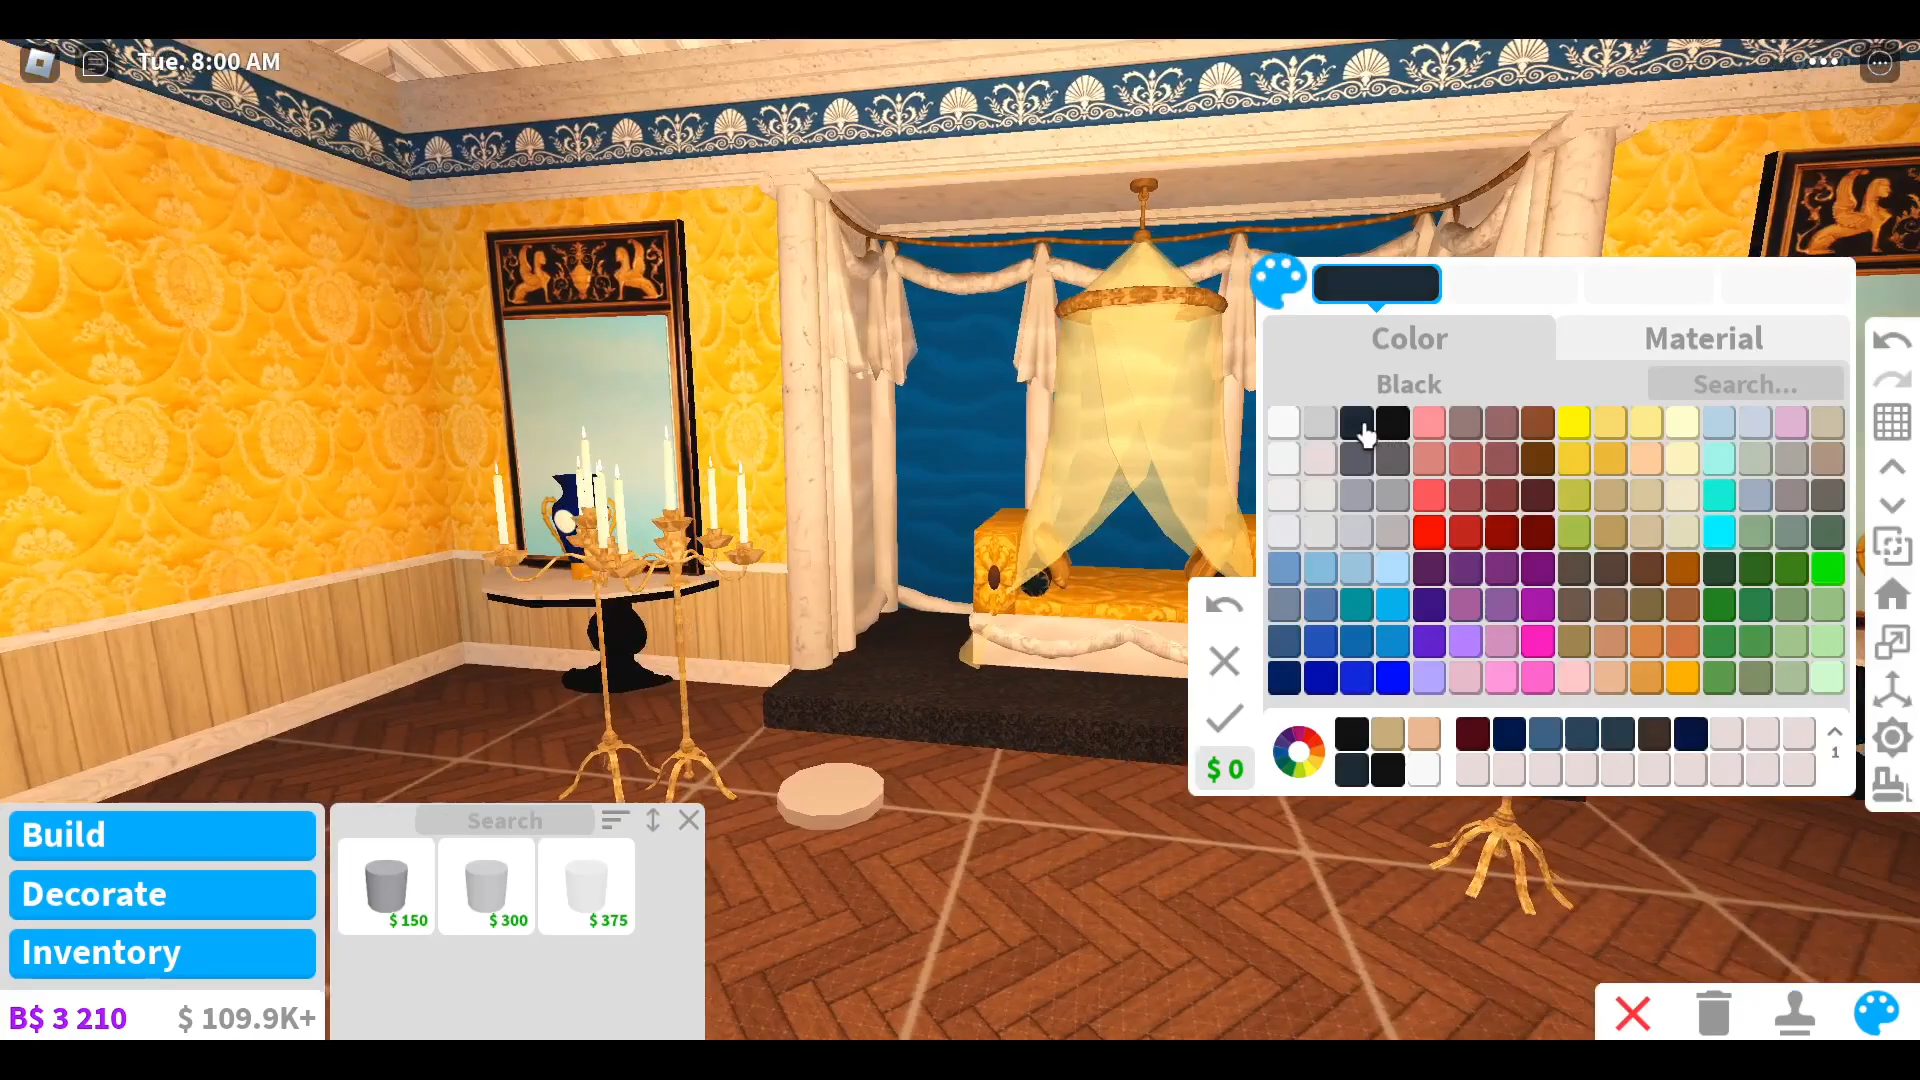 Tue. 8:00 AM
Color
Material
Black
Search...
$ 0
1
Build
Decorate
Inventory
B$ 3 210
$ 109.9K+
Search
$ 150
$ 300
$ 375